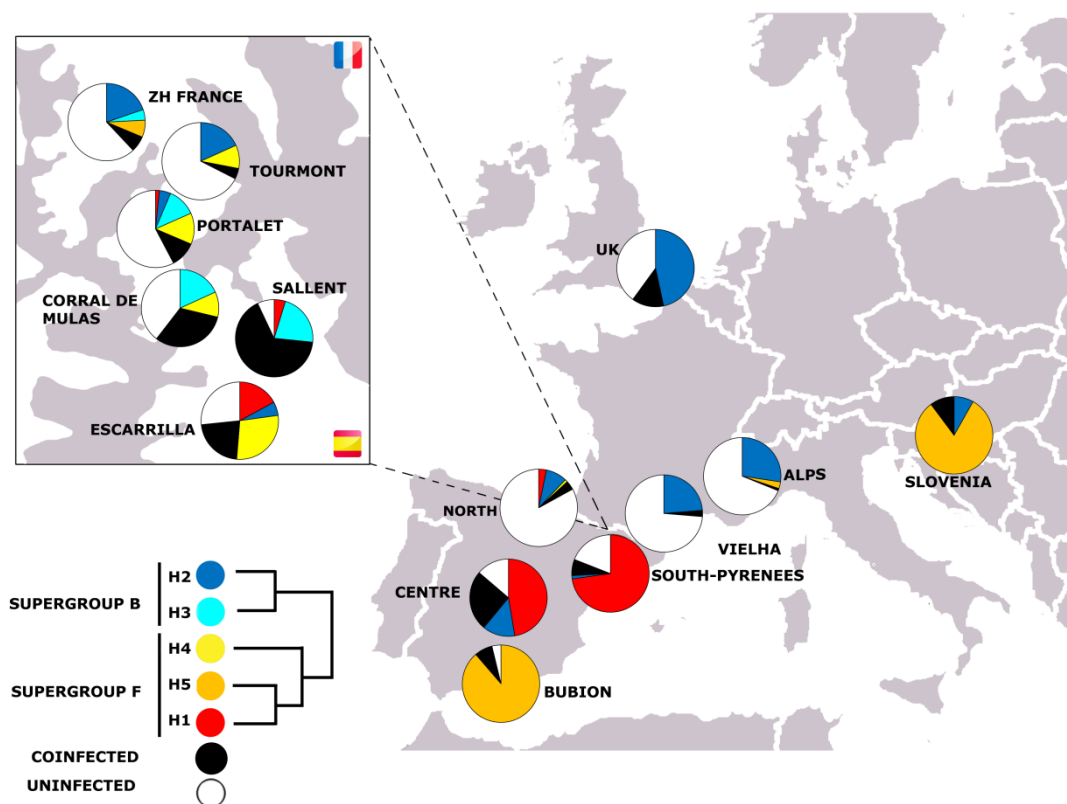 ZH FRANCE
TOURMONT
PORTALET
CORRAL DE
MULAS
SALLENT
ESCARRILLA
UK
SLOVENIA
ALPS
NORTH
VIELHA
SOUTH-PYRENEES
CENTRE
BUBION
SUPERGROUP B
H2
H3
SUPERGROUP F
H4
H5
H1
COINFECTED
UNINFECTED